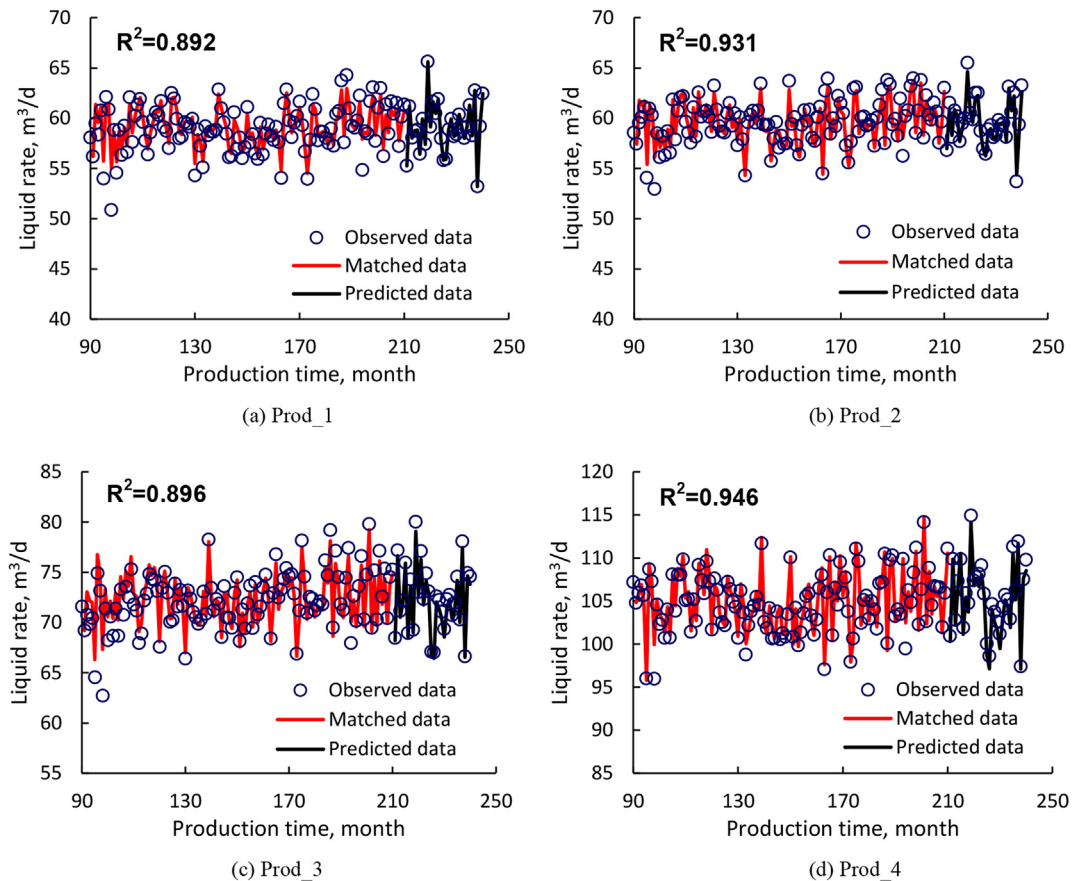 R²=0.892
Liquid rate, m³/d
70
65
60
55
50
45
40
90 130 170 210 250
Production time, month
Observed data
Matched data
Predicted data
(a) Prod_1
R²=0.931
Liquid rate, m³/d
70
65
60
55
50
45
40
90 130 170 210 250
Production time, month
Observed data
Matched data
Predicted data
(b) Prod_2
R²=0.896
Liquid rate, m³/d
85
80
75
70
65
60
55
90 130 170 210 250
Production time, month
Observed data
Matched data
Predicted data
(c) Prod_3
R²=0.946
Liquid rate, m³/d
120
115
110
105
100
95
90
85
90 130 170 210 250
Production time, month
Observed data
Matched data
Predicted data
(d) Prod_4